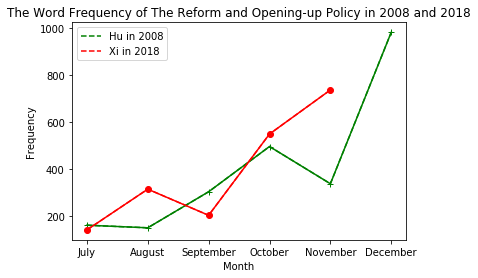 The Word Frequency of The Reform and Opening-up Policy in 2008 and 2018
Hu in 2008
Xi in 2018
1000
800
600
400
200
Frequency
July August September October November December
Month